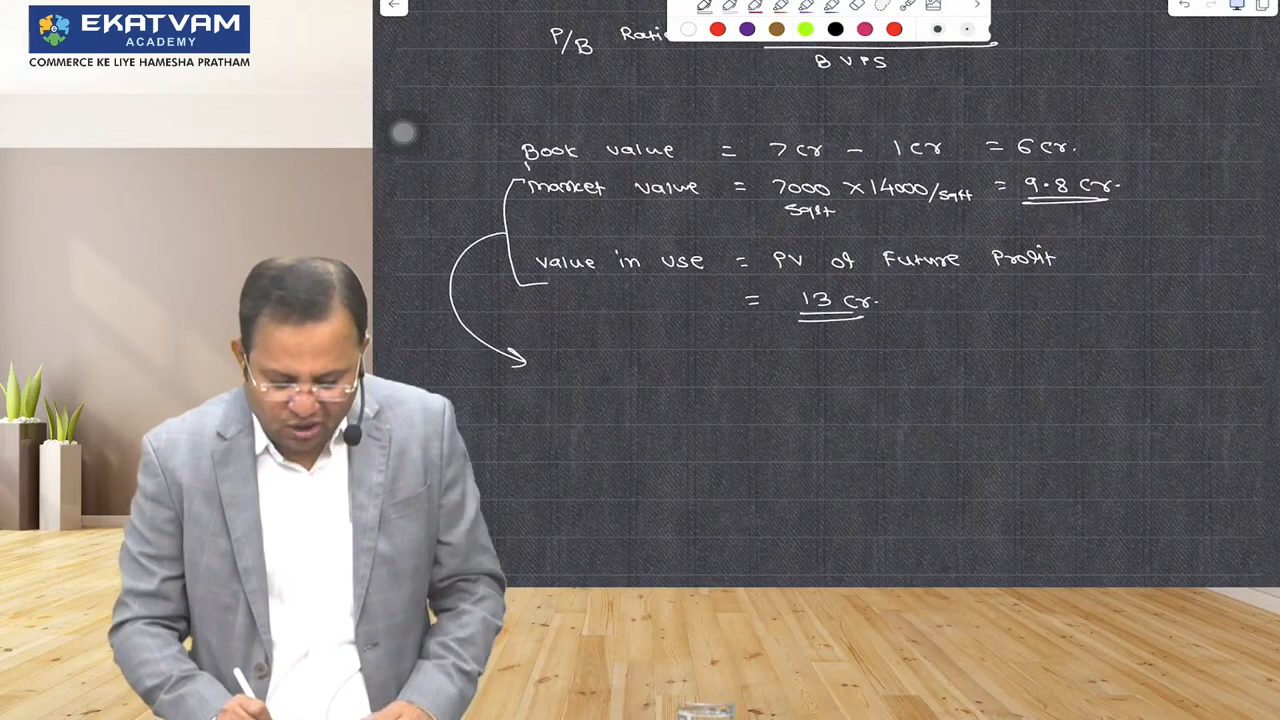 EKATVAM
ACADEMY
COMMERCE KE LIYE HAMESHA PRATHAM
P/B
BVPS
Book value = 7 Cr - 1 Cr = 6 Cr.
Market value = 7000 Sqft × 14000/Sqft = 9.8 Cr.
value in use = PV of Future Profit
= 13 Cr.